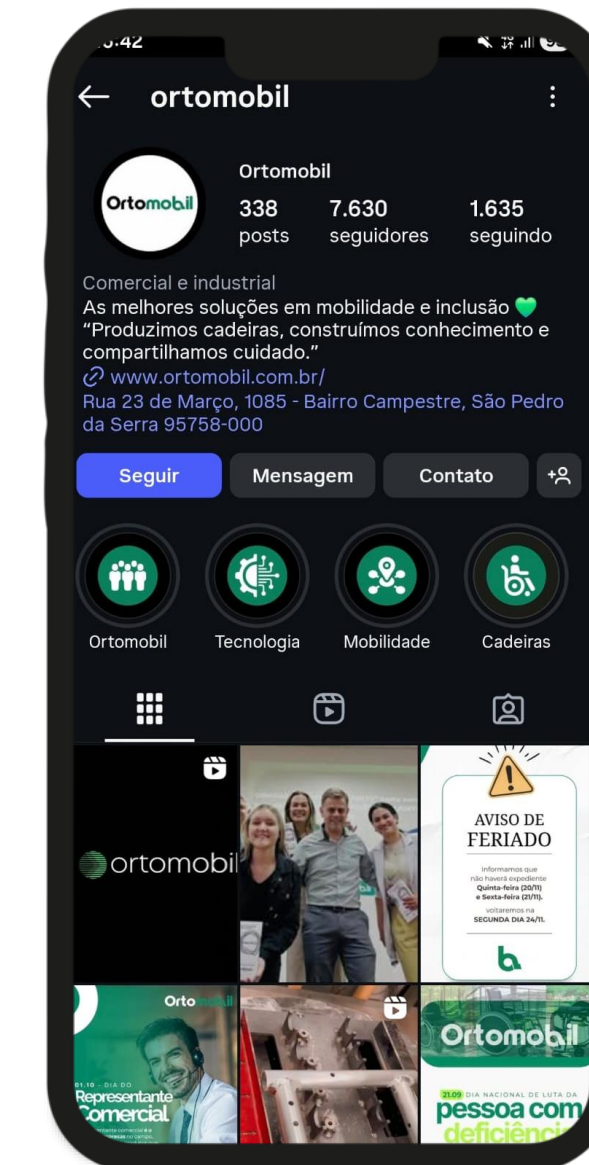 ortomobil
Ortomobil
Ortomobil
338 7.630 1.635
posts seguidores seguindo
Comercial e industrial
As melhores soluções em mobilidade e inclusão 💚
“Produzimos cadeiras, construímos conhecimento e
compartilhamos cuidado.”
www.ortomobil.com.br/
Rua 23 de Março, 1085 - Bairro Campestre, São Pedro
da Serra 95758-000
Seguir Mensagem Contato
Ortomobil Tecnologia Mobilidade Cadeiras
ortomobil
AVISO DE
FERIADO
Informamos que
não haverá expediente
Quinta-feira (20/11)
e Sexta-feira (21/11).
voltaremos na
SEGUNDA DIA 24/11.
Ortomobil
01.10 - DIA DO
Representante
Comercial
Ortomobil
21.09 DIA NACIONAL DE LUTA DA
pessoa com
deficiência